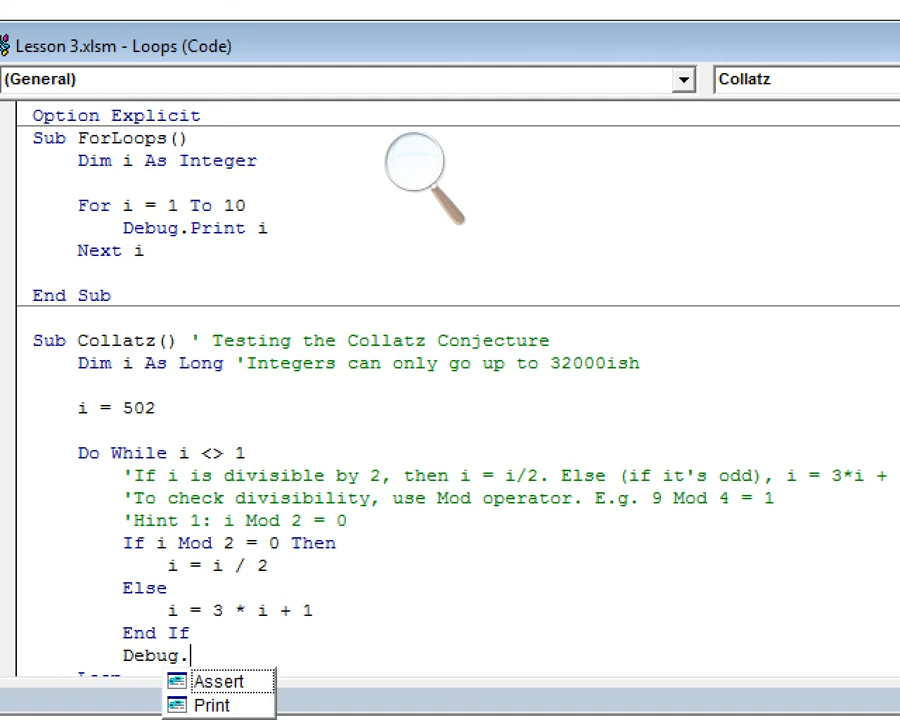 Lesson 3.xlsm - Loops (Code)
(General)
Collatz
Option Explicit
Sub ForLoops()
Dim i As Integer
For i = 1 To 10
Debug.Print i
Next i
End Sub
Sub Collatz() ' Testing the Collatz Conjecture
Dim i As Long 'Integers can only go up to 32000ish
i = 502
Do While i <> 1
'If i is divisible by 2, then i = i/2. Else (if it's odd), i = 3*i +
'To check divisibility, use Mod operator. E.g. 9 Mod 4 = 1
'Hint 1: i Mod 2 = 0
If i Mod 2 = 0 Then
i = i / 2
Else
i = 3 * i + 1
End If
Debug.
Assert
Print